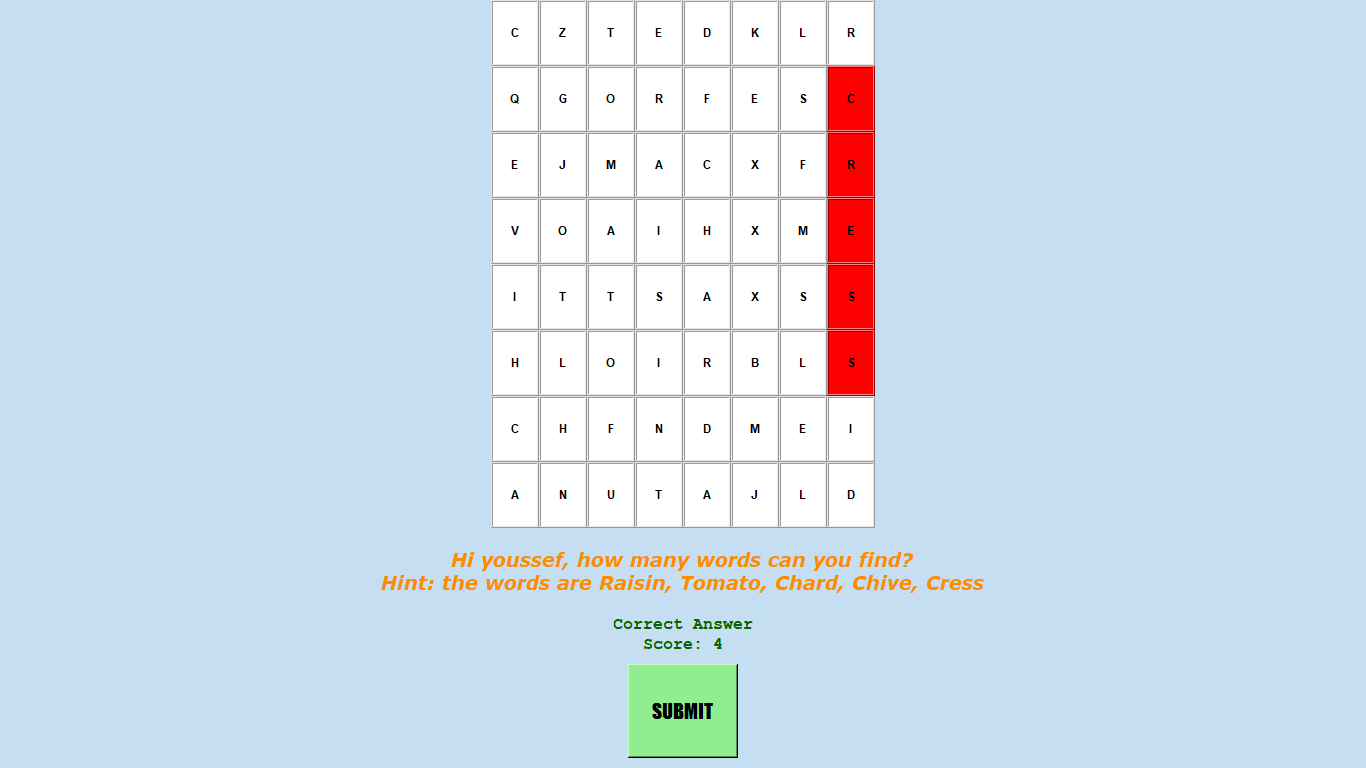 C Z T E D K L R
Q G O R F E S C
E J M A C X F R
V O A I H X M E
I T T S A X S S
H L O I R B L S
C H F N D M E I
A N U T A J L D
Hi youssef, how many words can you find?
Hint: the words are Raisin, Tomato, Chard, Chive, Cress
Correct Answer
Score: 4
SUBMIT